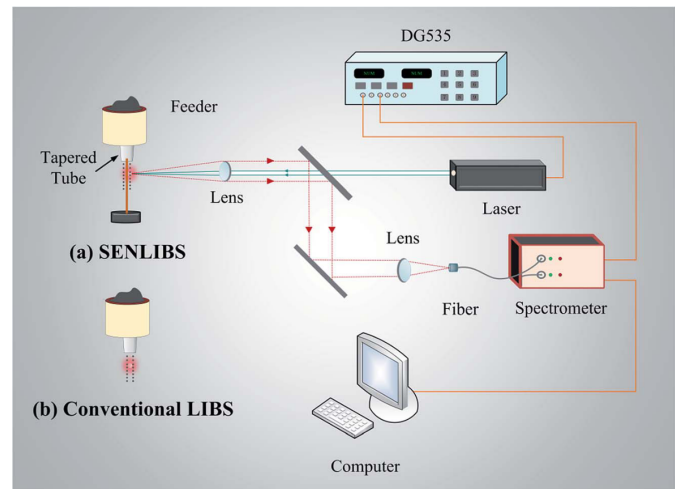 DG535
Feeder
Tapered
Tube
Lens
Laser
(a) SENLIBS
Lens
Fiber
Spectrometer
(b) Conventional LIBS
Computer